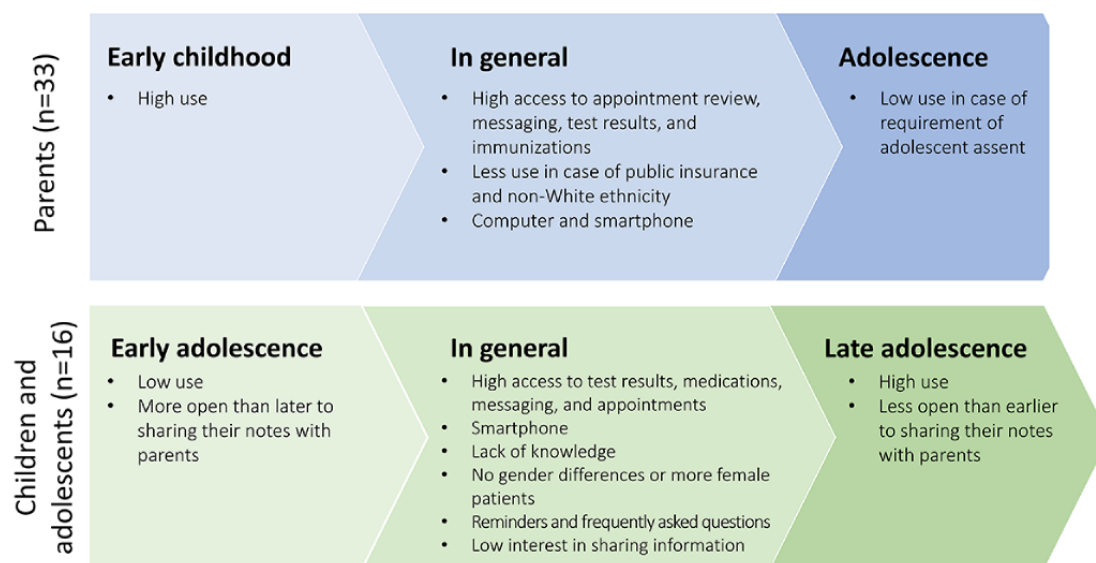 Parents (n=33)
Early childhood
• High use
In general
• High access to appointment review,
messaging, test results, and
immunizations
• Less use in case of public insurance
and non-White ethnicity
• Computer and smartphone
Adolescence
• Low use in case of
requirement of
adolescent assent
Children and
adolescents (n=16)
Early adolescence
• Low use
• More open than later to
sharing their notes with
parents
In general
• High access to test results, medications,
messaging, and appointments
• Smartphone
• Lack of knowledge
• No gender differences or more female
patients
• Reminders and frequently asked questions
• Low interest in sharing information
Late adolescence
• High use
• Less open than earlier
to sharing their notes
with parents